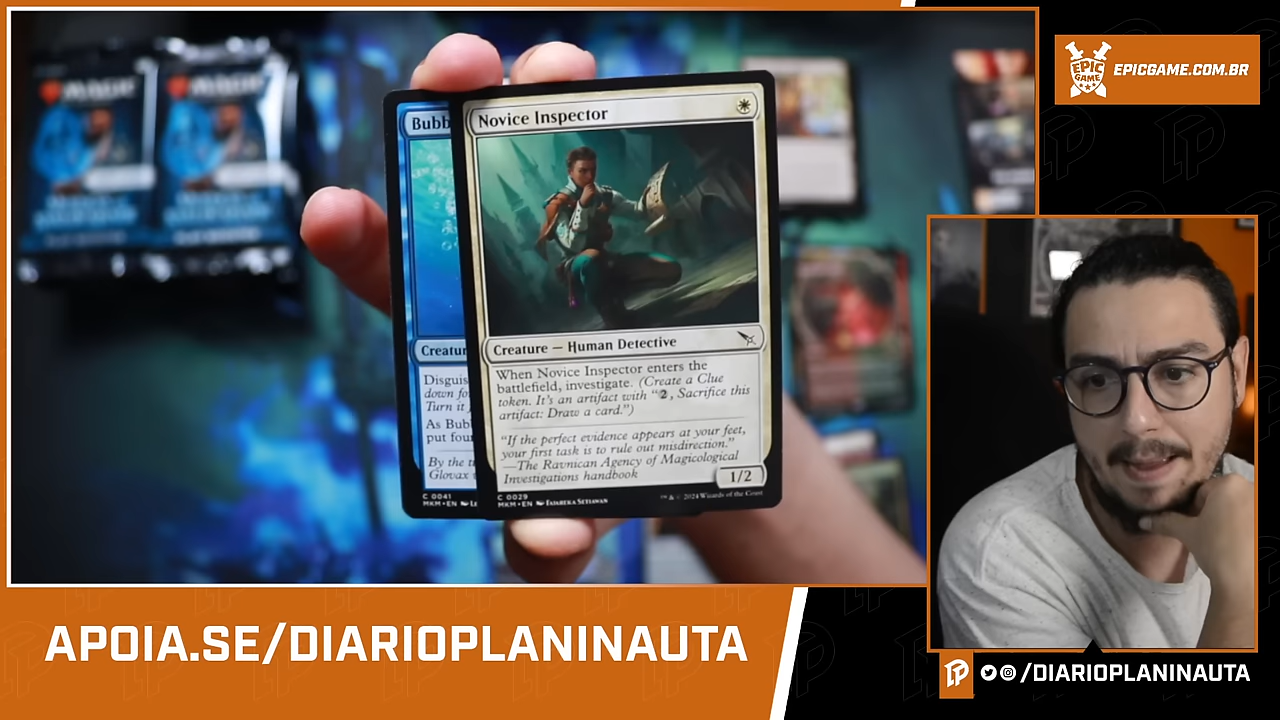 MAGIC
MAGIC
Bubb
Novice Inspector
Creatur
Creature — Human Detective
Disguis
down for
Turn it
As Bub
put four
By the
Glovax
When Novice Inspector enters the
battlefield, investigate. (Create a Clue
token. It's an artifact with “2, Sacrifice this
artifact: Draw a card.”)
“If the perfect evidence appears at your feet,
your first task is to rule out misdirection.”
—The Ravnican Agency of Magicological
Investigations handbook
1/2
C 0041
MKM • EN
C 0029
MKM • EN FAJAREKA SETIAWAN
™ & © 2024 Wizards of the Coast
EPIC
GAME
EPICGAME.COM.BR
APOIA.SE/DIARIOPLANINAUTA
/DIARIOPLANINAUTA